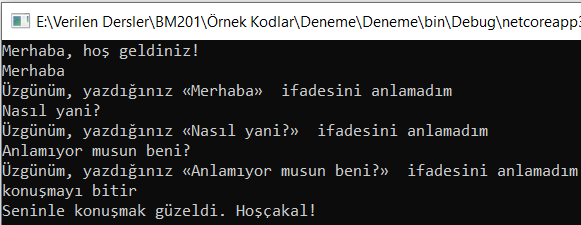 E:\Verilen Dersler\BM201\Örnek Kodlar\Deneme\Deneme\bin\Debug\netcoreapp3
Merhaba, hoş geldiniz!
Merhaba
Üzgünüm, yazdığınız «Merhaba»  ifadesini anlamadım
Nasıl yani?
Üzgünüm, yazdığınız «Nasıl yani?»  ifadesini anlamadım
Anlamıyor musun beni?
Üzgünüm, yazdığınız «Anlamıyor musun beni?»  ifadesini anlamadım
konuşmayı bitir
Seninle konuşmak güzeldi. Hoşçakal!